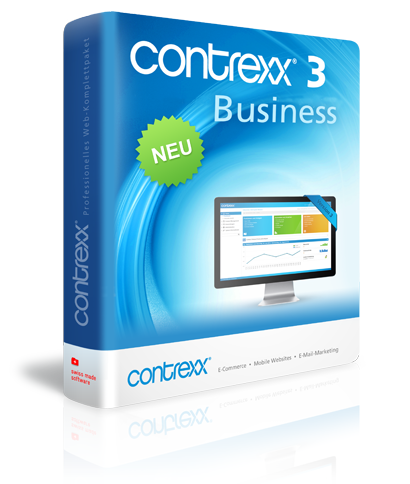 contrexx® 3
Business
NEU
contrexx®
E-Commerce • Mobile Websites • E-Mail-Marketing
contrexx® Professionelles Web-Komplettpaket
swiss made
software